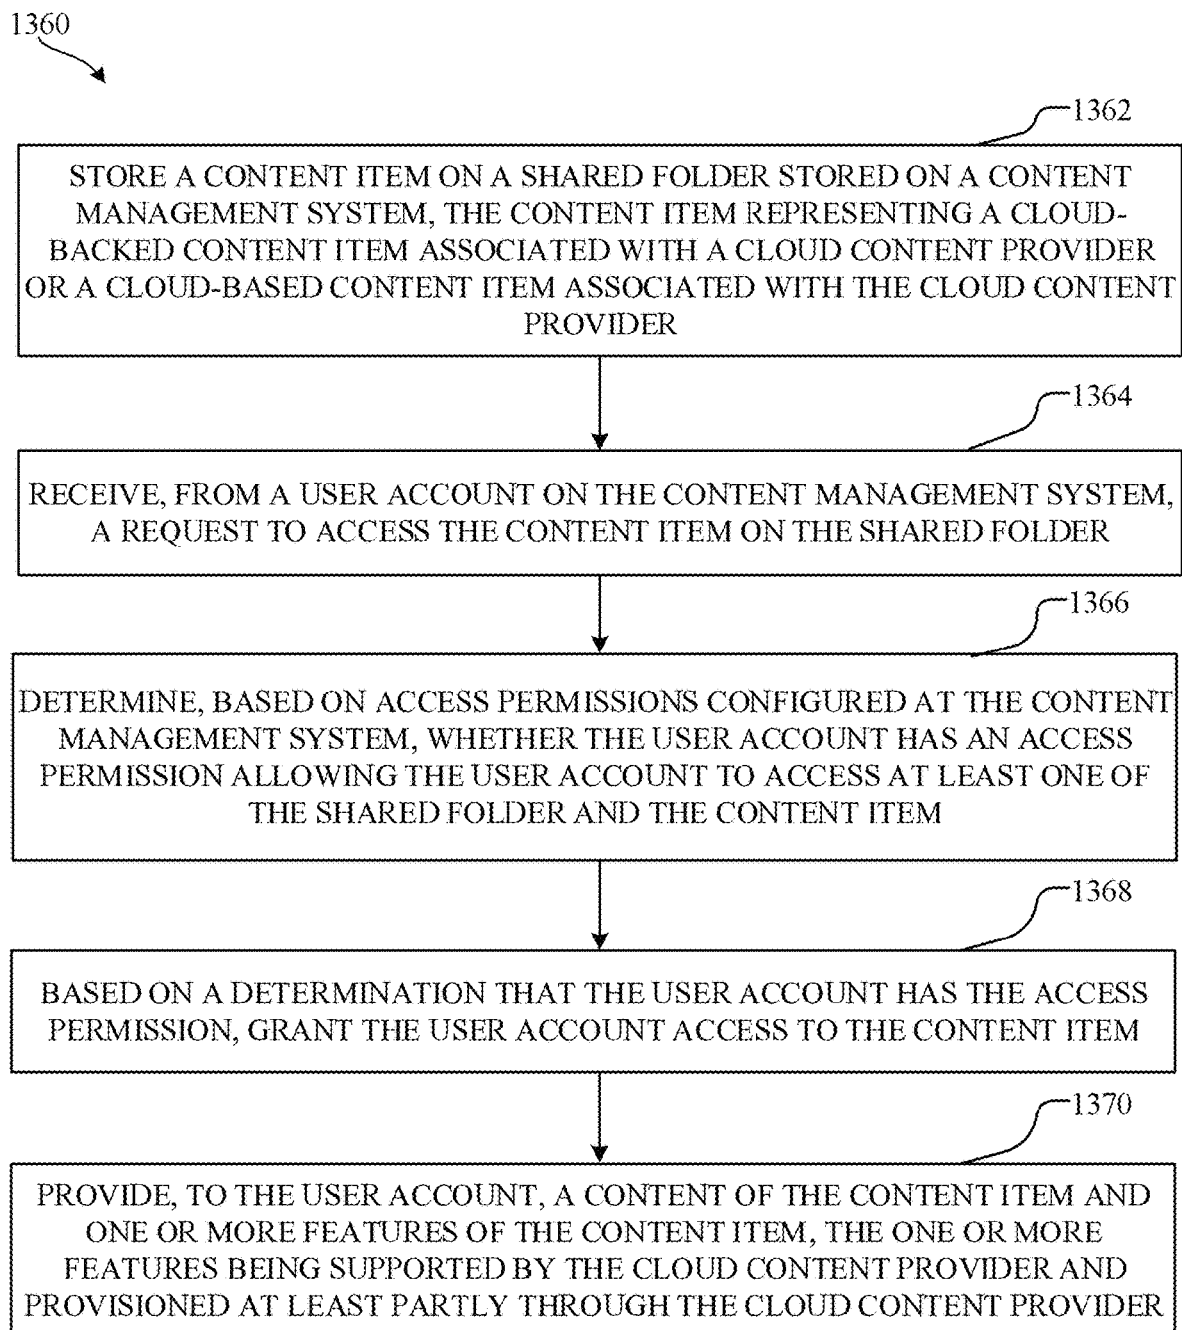 1360
1362
STORE A CONTENT ITEM ON A SHARED FOLDER STORED ON A CONTENT
MANAGEMENT SYSTEM, THE CONTENT ITEM REPRESENTING A CLOUD-
BACKED CONTENT ITEM ASSOCIATED WITH A CLOUD CONTENT PROVIDER
OR A CLOUD-BASED CONTENT ITEM ASSOCIATED WITH THE CLOUD CONTENT
PROVIDER
1364
RECEIVE, FROM A USER ACCOUNT ON THE CONTENT MANAGEMENT SYSTEM,
A REQUEST TO ACCESS THE CONTENT ITEM ON THE SHARED FOLDER
1366
DETERMINE, BASED ON ACCESS PERMISSIONS CONFIGURED AT THE CONTENT
MANAGEMENT SYSTEM, WHETHER THE USER ACCOUNT HAS AN ACCESS
PERMISSION ALLOWING THE USER ACCOUNT TO ACCESS AT LEAST ONE OF
THE SHARED FOLDER AND THE CONTENT ITEM
1368
BASED ON A DETERMINATION THAT THE USER ACCOUNT HAS THE ACCESS
PERMISSION, GRANT THE USER ACCOUNT ACCESS TO THE CONTENT ITEM
1370
PROVIDE, TO THE USER ACCOUNT, A CONTENT OF THE CONTENT ITEM AND
ONE OR MORE FEATURES OF THE CONTENT ITEM, THE ONE OR MORE
FEATURES BEING SUPPORTED BY THE CLOUD CONTENT PROVIDER AND
PROVISIONED AT LEAST PARTLY THROUGH THE CLOUD CONTENT PROVIDER